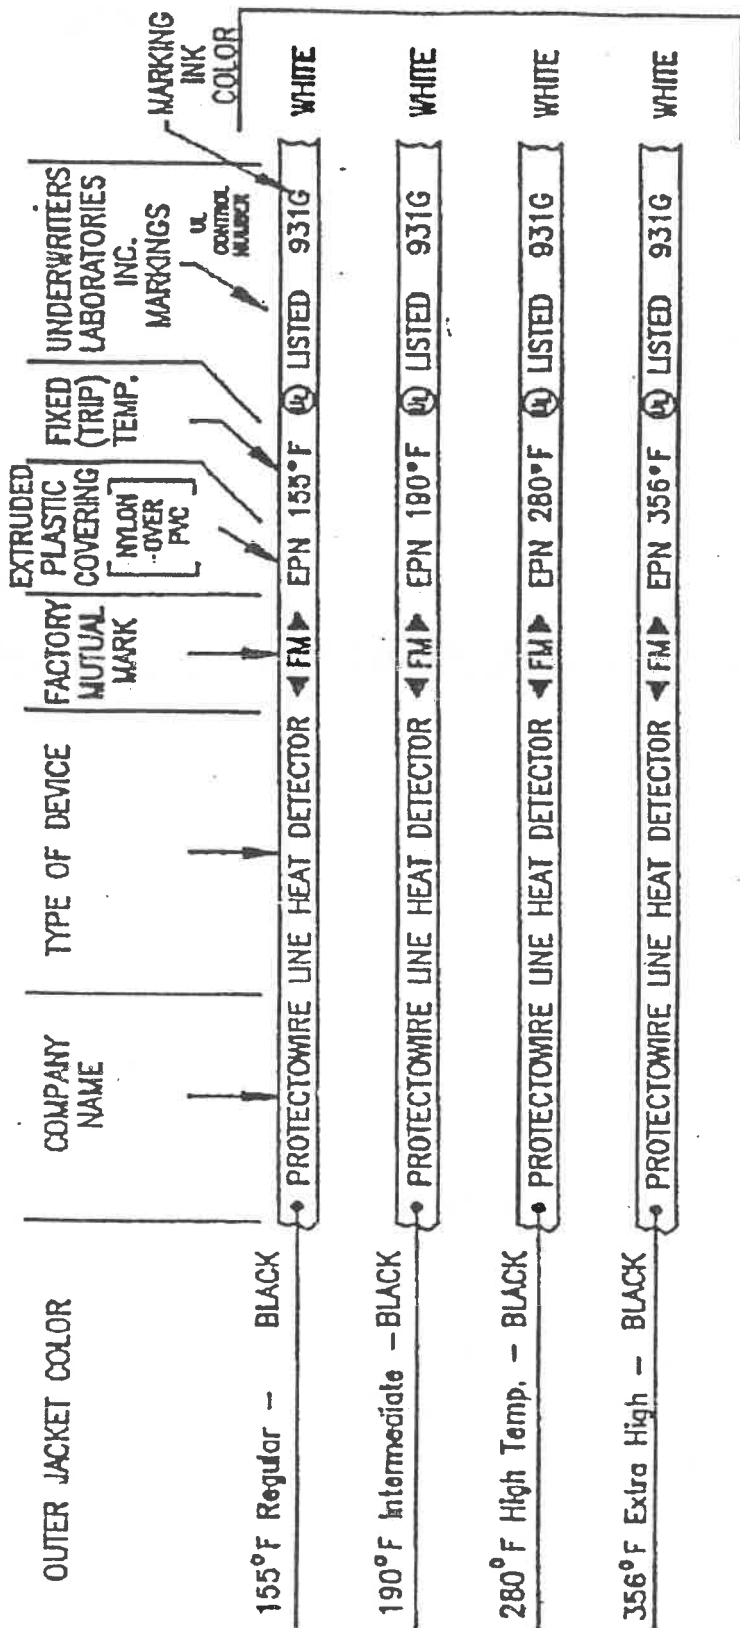 OUTER JACKET COLOR
COMPANY
NAME
TYPE OF DEVICE
FACTORY
MUTUAL
MARK
EXTRUDED
PLASTIC
COVERING
[NYLON
-OVER
PVC]
FIXED
(TRIP)
TEMP.
UNDERWRITERS
LABORATORIES
INC.
MARKINGS
UL
CONTROL
NUMBER
MARKING
INK
COLOR
155°F Regular - BLACK PROTECTOWIRE LINE HEAT DETECTOR FM EPN 155°F UL LISTED 931G WHITE
190°F Intermediate - BLACK PROTECTOWIRE LINE HEAT DETECTOR FM EPN 190°F UL LISTED 931G WHITE
280°F High Temp. - BLACK PROTECTOWIRE LINE HEAT DETECTOR FM EPN 280°F UL LISTED 931G WHITE
356°F Extra High - BLACK PROTECTOWIRE LINE HEAT DETECTOR FM EPN 356°F UL LISTED 931G WHITE